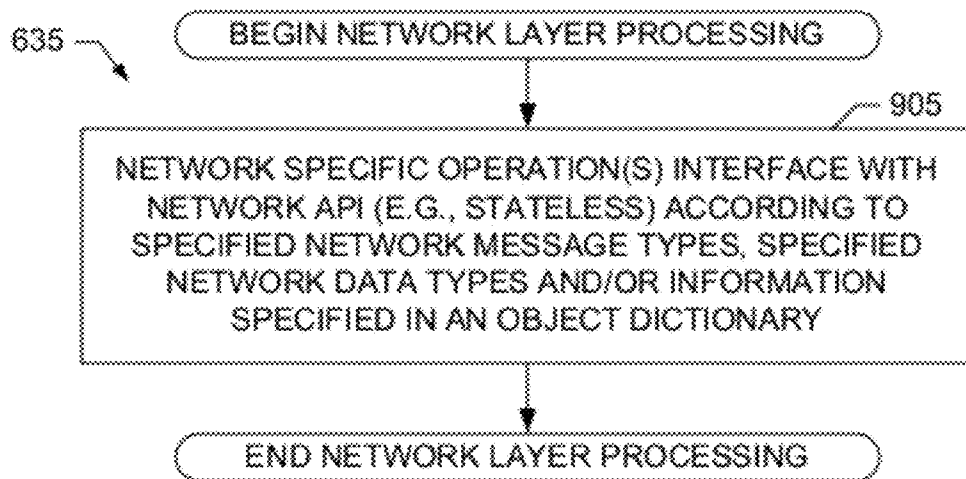 635
BEGIN NETWORK LAYER PROCESSING
905
NETWORK SPECIFIC OPERATION(S) INTERFACE WITH
NETWORK API (E.G., STATELESS) ACCORDING TO
SPECIFIED NETWORK MESSAGE TYPES, SPECIFIED
NETWORK DATA TYPES AND/OR INFORMATION
SPECIFIED IN AN OBJECT DICTIONARY
END NETWORK LAYER PROCESSING